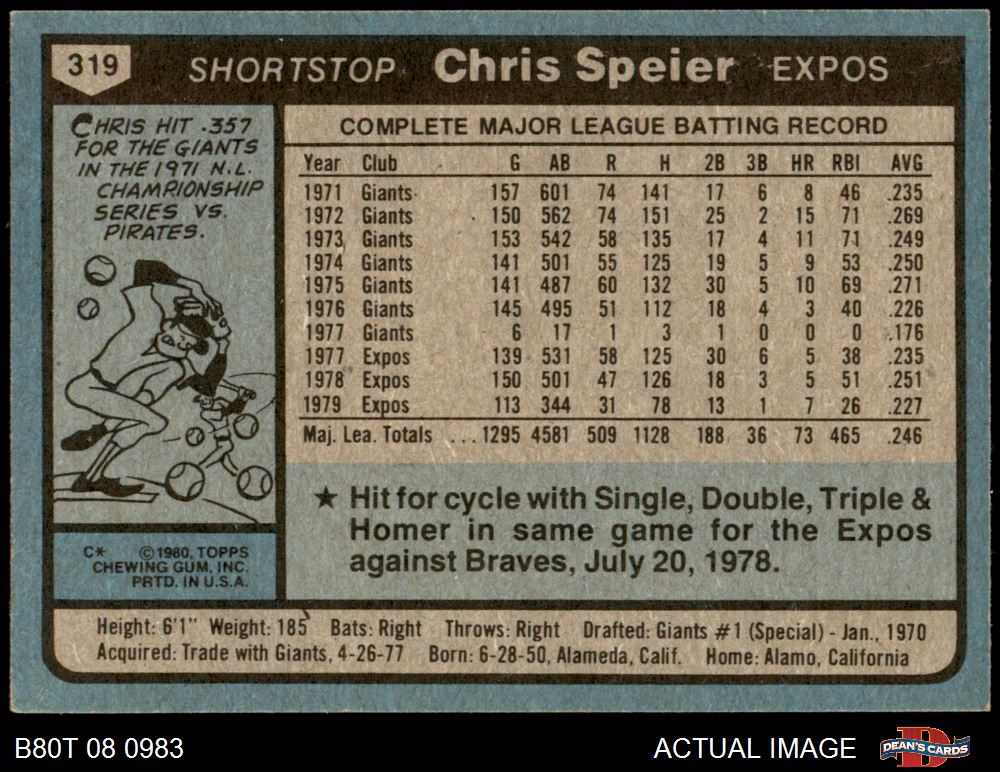 319 SHORTSTOP Chris Speier EXPOS
CHRIS HIT .357
FOR THE GIANTS
IN THE 1971 N.L.
CHAMPIONSHIP
SERIES VS.
PIRATES.
COMPLETE MAJOR LEAGUE BATTING RECORD
Year Club G AB R H 2B 3B HR RBI AVG
1971 Giants 157 601 74 141 17 6 8 46 .235
1972 Giants 150 562 74 151 25 2 15 71 .269
1973 Giants 153 542 58 135 17 4 11 71 .249
1974 Giants 141 501 55 125 19 5 9 53 .250
1975 Giants 141 487 60 132 30 5 10 69 .271
1976 Giants 145 495 51 112 18 4 3 40 .226
1977 Giants 6 17 1 3 1 0 0 0 .176
1977 Expos 139 531 58 125 30 6 5 38 .235
1978 Expos 150 501 47 126 18 3 5 51 .251
1979 Expos 113 344 31 78 13 1 7 26 .227
Maj. Lea. Totals ... 1295 4581 509 1128 188 36 73 465 .246
★ Hit for cycle with Single, Double, Triple &
Homer in same game for the Expos
against Braves, July 20, 1978.
C* ©1980, TOPPS
CHEWING GUM, INC.
PRTD. IN U.S.A.
Height: 6'1" Weight: 185 Bats: Right Throws: Right Drafted: Giants #1 (Special) - Jan., 1970
Acquired: Trade with Giants, 4-26-77 Born: 6-28-50, Alameda, Calif. Home: Alamo, California
B80T 08 0983 ACTUAL IMAGE DEAN'S CARDS